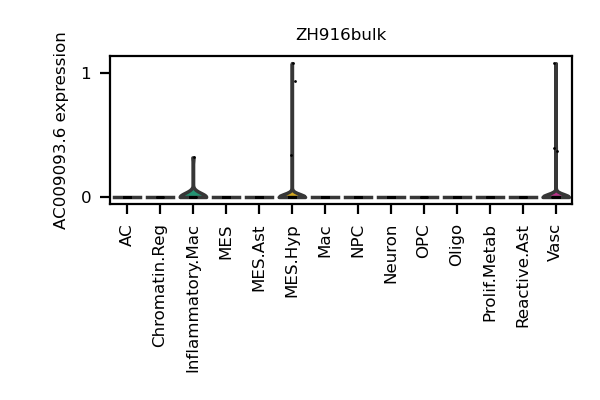 ZH916bulk
AC009093.6 expression
1
0
AC
Chromatin.Reg
Inflammatory.Mac
MES
MES.Ast
MES.Hyp
Mac
NPC
Neuron
OPC
Oligo
Prolif.Metab
Reactive.Ast
Vasc